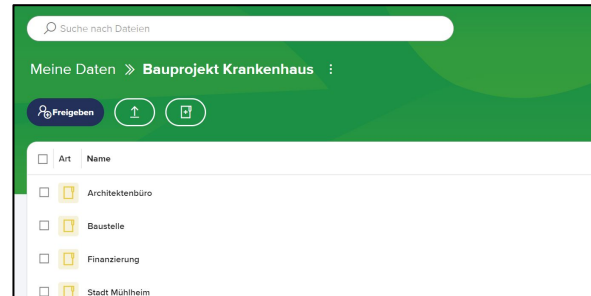 Suche nach Dateien
Meine Daten » Bauprojekt Krankenhaus
Freigeben
Art Name
Architektenbüro
Baustelle
Finanzierung
Stadt Mühlheim